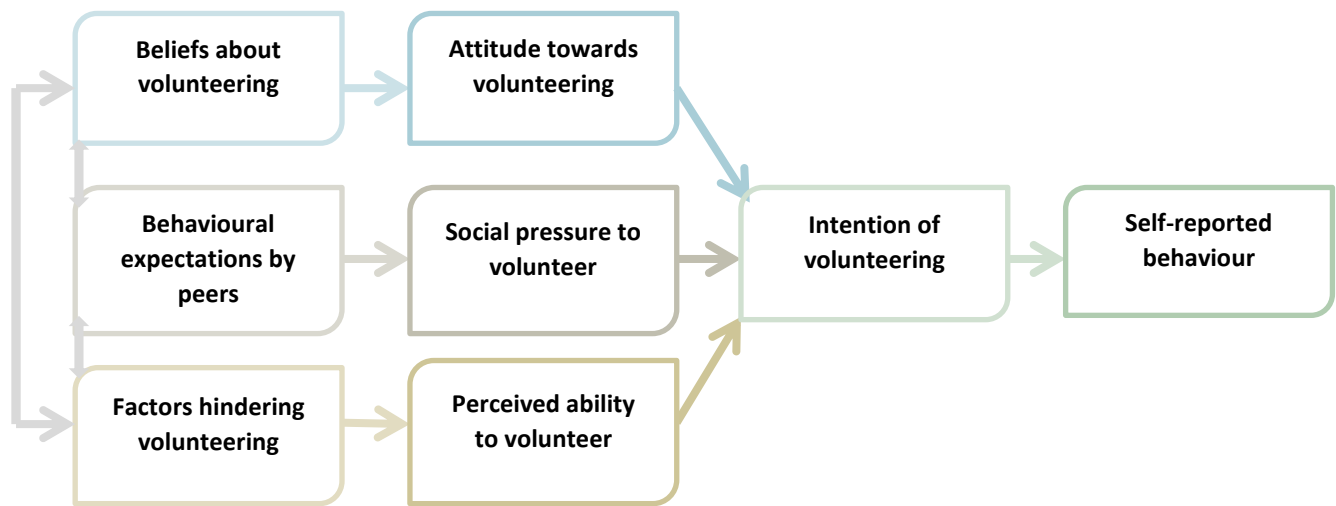 Beliefs about
volunteering
Attitude towards
volunteering
Behavioural
expectations by
peers
Social pressure to
volunteer
Intention of
volunteering
Self-reported
behaviour
Factors hindering
volunteering
Perceived ability
to volunteer